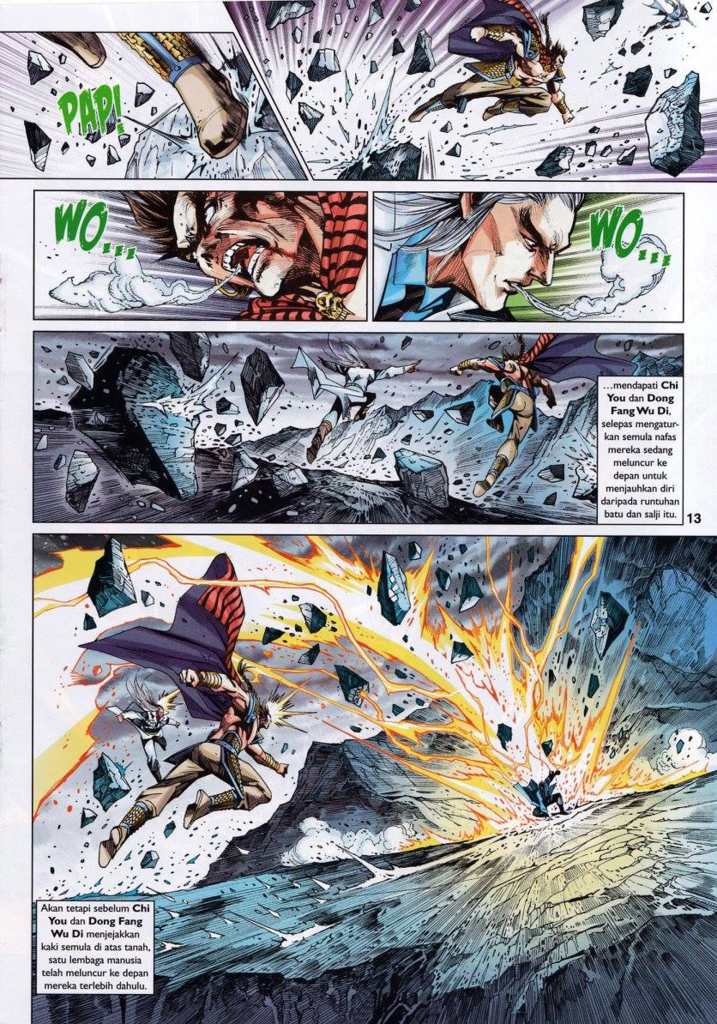 PAP!
WO...
WO...
...mendapati Chi
You dan Dong
Fang Wu Di,
selepas mengatur-
kan semula nafas
mereka sedang
meluncur ke
depan untuk
menjauhkan diri
daripada runtuhan
batu dan salji itu.
13
Akan tetapi sebelum Chi
You dan Dong Fang
Wu Di menjejakkan
kaki semula di atas tanah,
satu lembaga manusia
telah meluncur ke depan
mereka terlebih dahulu.